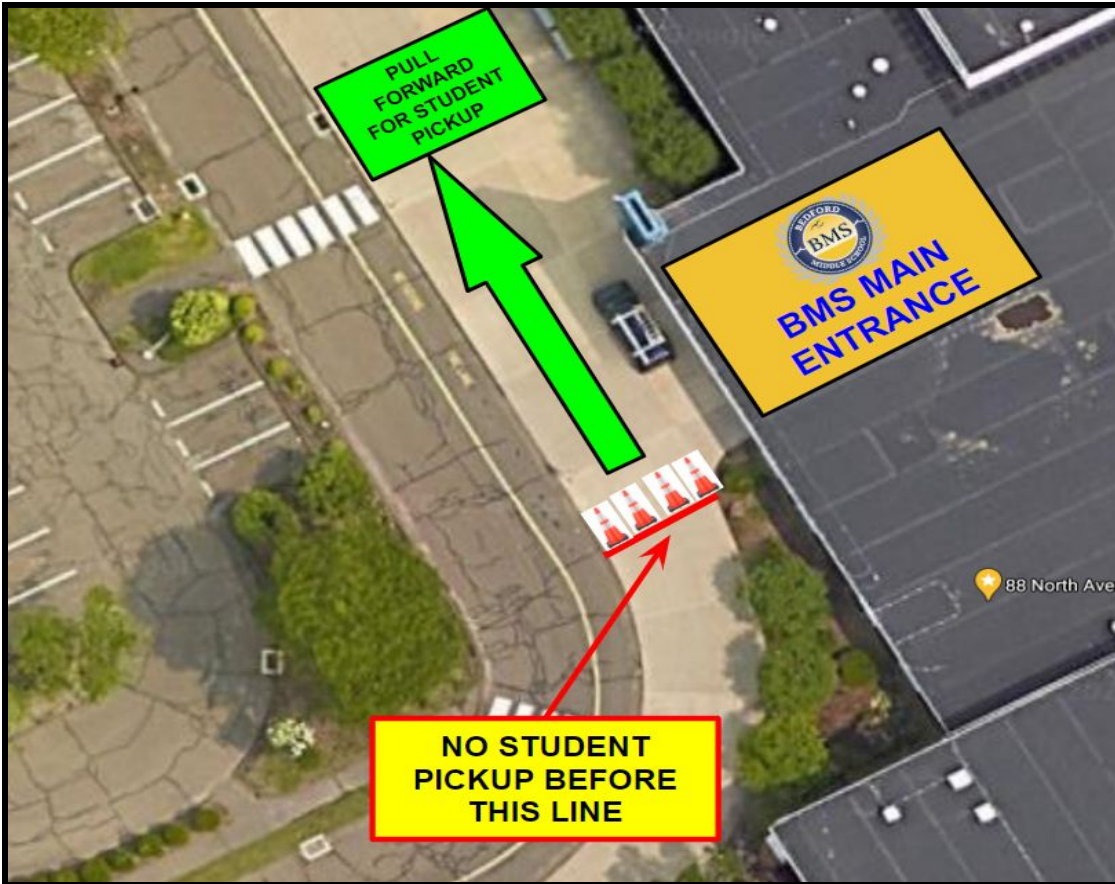 PULL
FORWARD
FOR STUDENT
PICKUP
BEDFORD
BMS
MIDDLE SCHOOL
BMS MAIN
ENTRANCE
88 North Ave
NO STUDENT
PICKUP BEFORE
THIS LINE